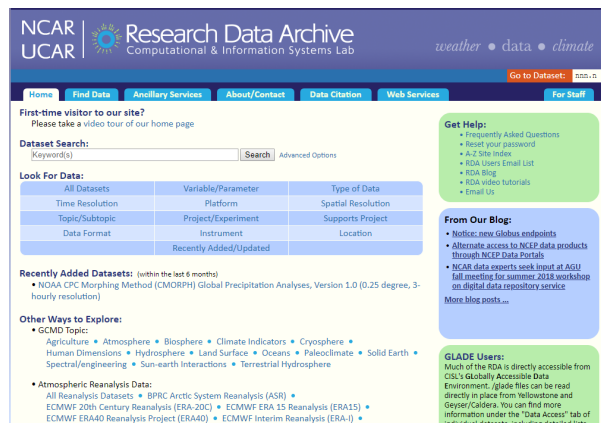 NCAR
UCAR
Research Data Archive
Computational & Information Systems Lab
weather ● data ● climate
Go to Dataset: nnn.n
Home Find Data Ancillary Services About/Contact Data Citation Web Services For Staff
First-time visitor to our site?
Please take a video tour of our home page
Dataset Search:
Keyword(s) Search Advanced Options
Look For Data:
All Datasets Variable/Parameter Type of Data
Time Resolution Platform Spatial Resolution
Topic/Subtopic Project/Experiment Supports Project
Data Format Instrument Location
Recently Added/Updated
Recently Added Datasets: (within the last 6 months)
• NOAA CPC Morphing Method (CMORPH) Global Precipitation Analyses, Version 1.0 (0.25 degree, 3-
hourly resolution)
Other Ways to Explore:
• GCMD Topic:
Agriculture • Atmosphere • Biosphere • Climate Indicators • Cryosphere •
Human Dimensions • Hydrosphere • Land Surface • Oceans • Paleoclimate • Solid Earth •
Spectral/engineering • Sun-earth Interactions • Terrestrial Hydrosphere
• Atmospheric Reanalysis Data:
All Reanalysis Datasets • BPRC Arctic System Reanalysis (ASR) •
ECMWF 20th Century Reanalysis (ERA-20C) • ECMWF ERA 15 Reanalysis (ERA15) •
ECMWF ERA40 Reanalysis Project (ERA40) • ECMWF Interim Reanalysis (ERA-I) •
Get Help:
• Frequently Asked Questions
• Reset your password
• A-Z Site Index
• RDA Users Email List
• RDA Blog
• RDA video tutorials
• Email Us
From Our Blog:
• Notice: new Globus endpoints
• Alternate access to NCEP data products
through NCEP Data Portals
• NCAR data experts seek input at AGU
fall meeting for summer 2018 workshop
on digital data repository service
More blog posts ...
GLADE Users:
Much of the RDA is directly accessible from
CISL's GLobally Accessible Data
Environment. /glade files can be read
directly in place from Yellowstone and
Geyser/Caldera. You can find more
information under the "Data Access" tab of
individual datasets, including detailed lists